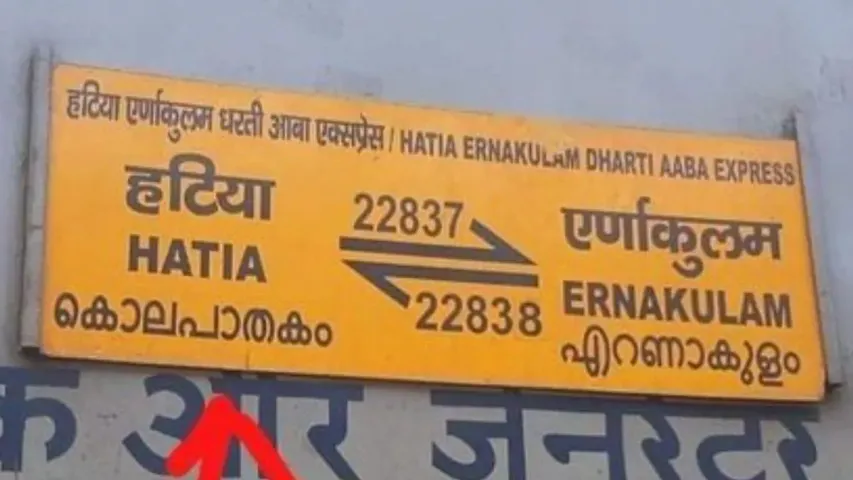 हटिया एर्णाकुलम धरती आबा एक्सप्रेस / HATIA ERNAKULAM DHARTI AABA EXPRESS
हटिया
HATIA
കൊലപാതകം
22837
22838
एर्णाकुलम
ERNAKULAM
എറണാകുളം
और जनरेटर